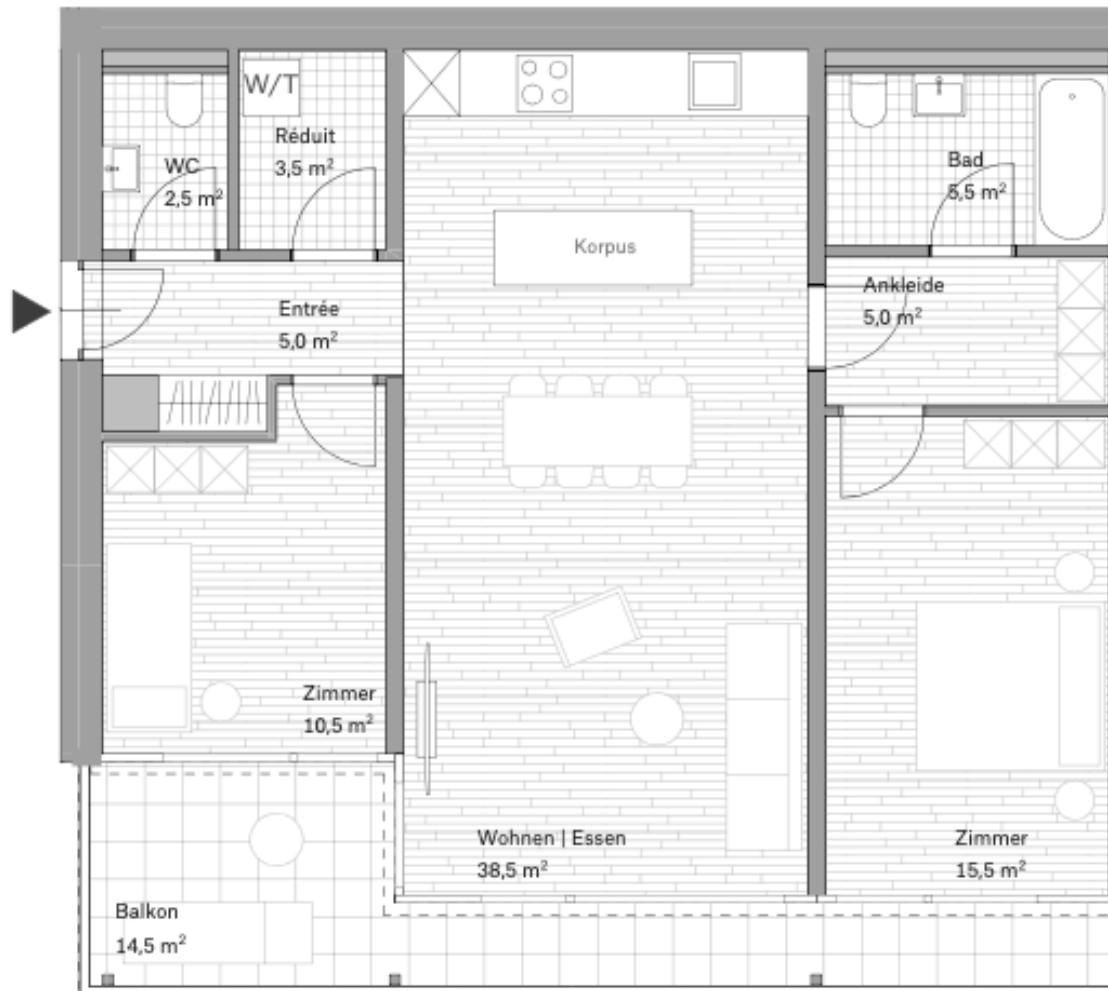 W/T
Réduit
3,5 m²
WC
2,5 m²
Bad
5,5 m²
Korpus
Entrée
5,0 m²
Ankleide
5,0 m²
Zimmer
10,5 m²
Wohnen | Essen
38,5 m²
Zimmer
15,5 m²
Balkon
14,5 m²